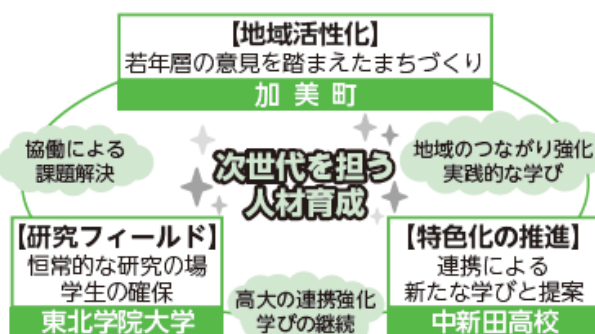 【地域活性化】
若年層の意見を踏まえたまちづくり
加美町
協働による
課題解決
次世代を担う
人材育成
地域のつながり強化
実践的な学び
【研究フィールド】
恒常的な研究の場
学生の確保
東北学院大学
高大の連携強化
学びの継続
【特色化の推進】
連携による
新たな学びと提案
中新田高校